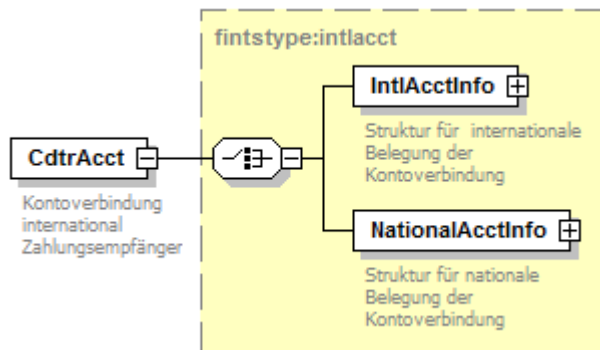 fintstype:intlacct
IntlAcctInfo
Struktur für internationale
Belegung der
Kontoverbindung
CdtrAcct
Kontoverbindung
international
Zahlungsempfänger
NationalAcctInfo
Struktur für nationale
Belegung der
Kontoverbindung